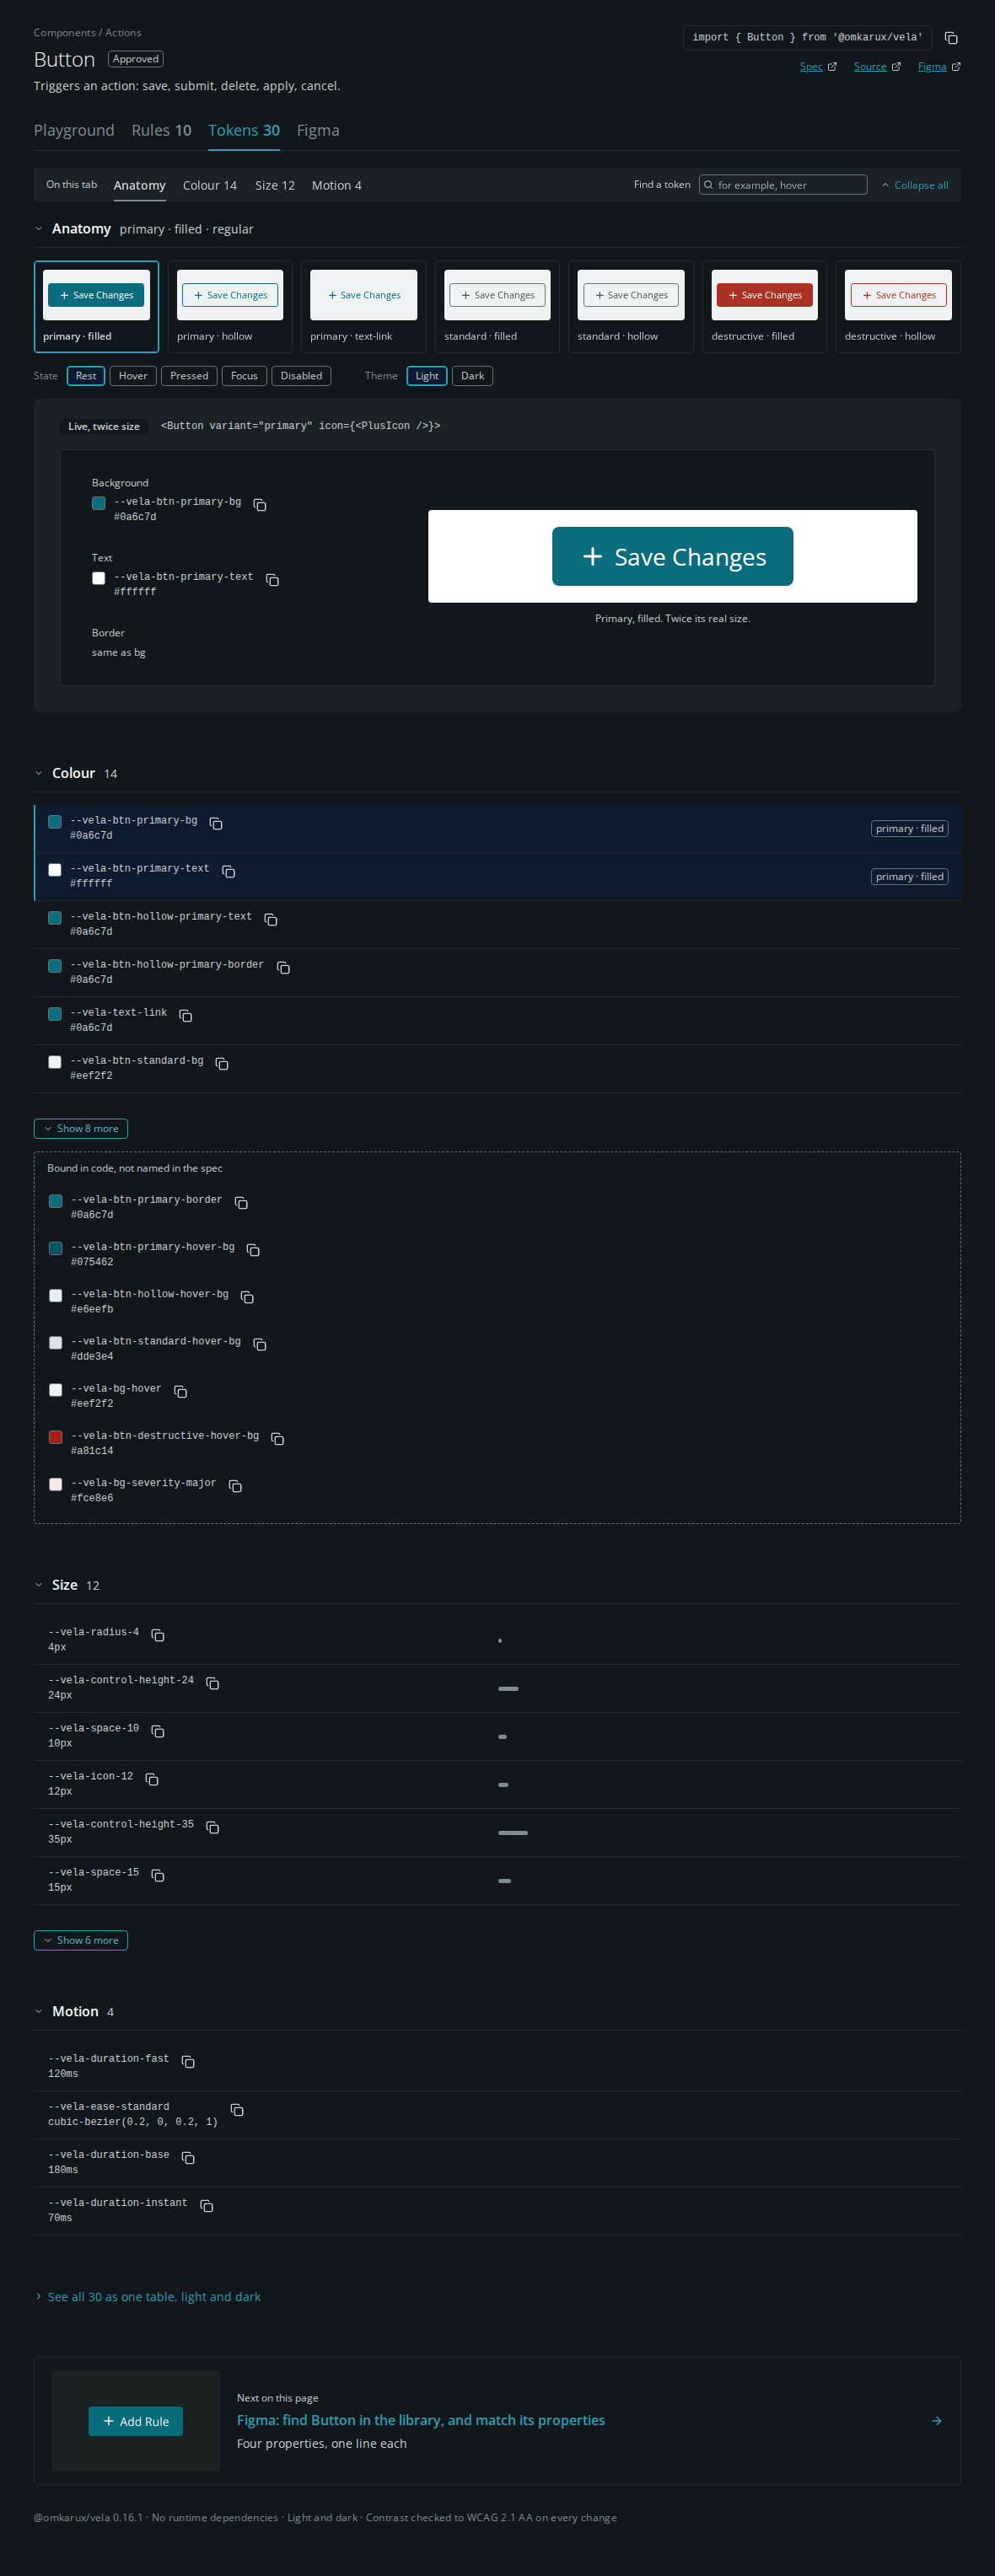 Components / Actions
import { Button } from '@omkarux/vela'
Button Approved
Spec Source Figma
Triggers an action: save, submit, delete, apply, cancel.
Playground Rules 10 Tokens 30 Figma
On this tab Anatomy Colour 14 Size 12 Motion 4 Find a token for example, hover Collapse all
Anatomy primary · filled · regular
Save Changes Save Changes Save Changes Save Changes Save Changes Save Changes Save Changes
primary · filled primary · hollow primary · text-link standard · filled standard · hollow destructive · filled destructive · hollow
State Rest Hover Pressed Focus Disabled Theme Light Dark
Live, twice size <Button variant="primary" icon={<PlusIcon />}>
Background
--vela-btn-primary-bg
#0a6c7d
Text
--vela-btn-primary-text
#ffffff
Border
same as bg
Save Changes
Primary, filled. Twice its real size.
Colour 14
--vela-btn-primary-bg
#0a6c7d
primary · filled
--vela-btn-primary-text
#ffffff
primary · filled
--vela-btn-hollow-primary-text
#0a6c7d
--vela-btn-hollow-primary-border
#0a6c7d
--vela-text-link
#0a6c7d
--vela-btn-standard-bg
#eef2f2
Show 8 more
Bound in code, not named in the spec
--vela-btn-primary-border
#0a6c7d
--vela-btn-primary-hover-bg
#075462
--vela-btn-hollow-hover-bg
#e6eefb
--vela-btn-standard-hover-bg
#dde3e4
--vela-bg-hover
#eef2f2
--vela-btn-destructive-hover-bg
#a81c14
--vela-bg-severity-major
#fce8e6
Size 12
--vela-radius-4
4px
--vela-control-height-24
24px
--vela-space-10
10px
--vela-icon-12
12px
--vela-control-height-35
35px
--vela-space-15
15px
Show 6 more
Motion 4
--vela-duration-fast
120ms
--vela-ease-standard
cubic-bezier(0.2, 0, 0.2, 1)
--vela-duration-base
180ms
--vela-duration-instant
70ms
See all 30 as one table, light and dark
Add Rule
Next on this page
Figma: find Button in the library, and match its properties
Four properties, one line each
@omkarux/vela 0.16.1 · No runtime dependencies · Light and dark · Contrast checked to WCAG 2.1 AA on every change